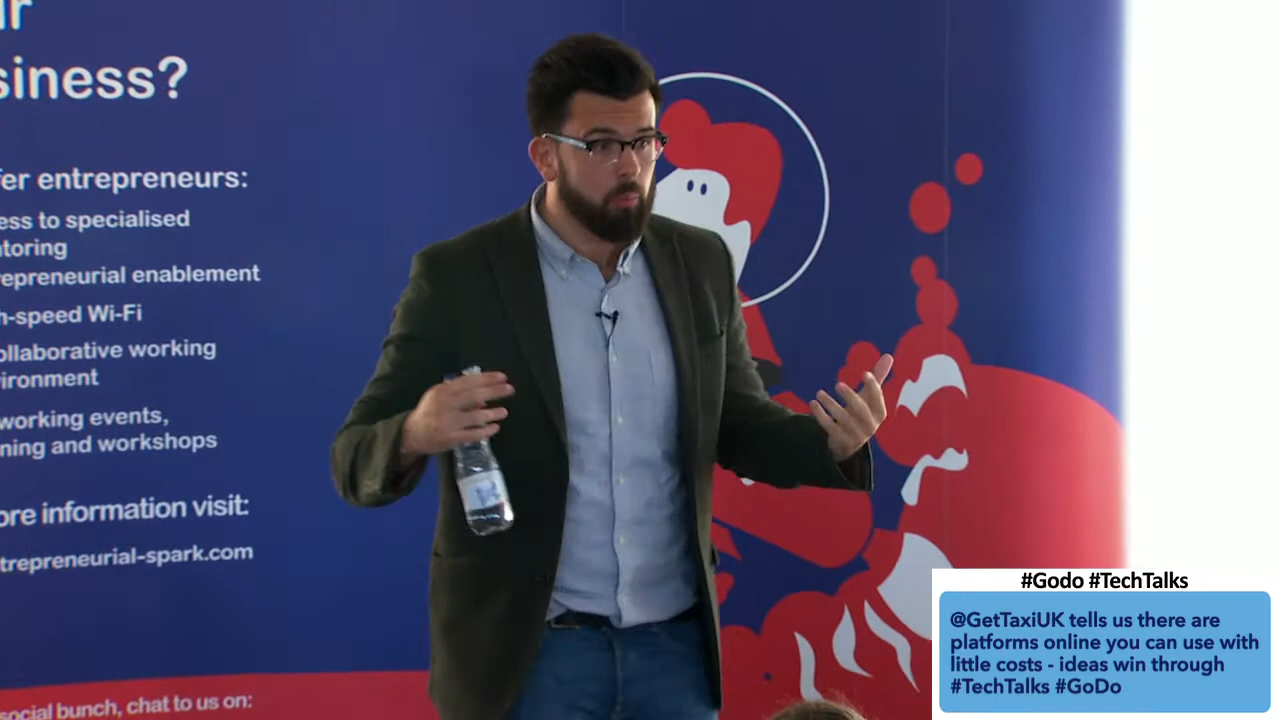 ur
siness?
fer entrepreneurs:
ess to specialised
toring
repreneurial enablement
h-speed Wi-Fi
ollaborative working
ironment
working events,
ning and workshops
ore information visit:
trepreneurial-spark.com
social bunch, chat to us on:
#Godo #TechTalks
@GetTaxiUK tells us there are
platforms online you can use with
little costs - ideas win through
#TechTalks #GoDo